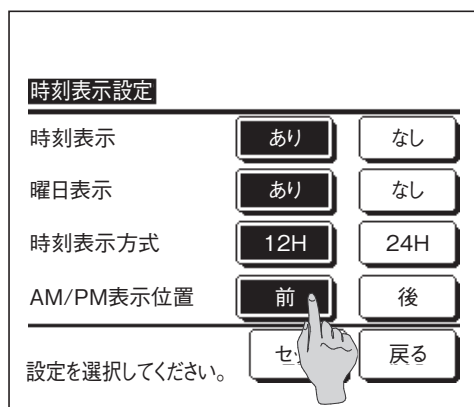 時刻表示設定
時刻表示 あり なし
曜日表示 あり なし
時刻表示方式 12H 24H
AM/PM表示位置 前 後
設定を選択してください。 戻る